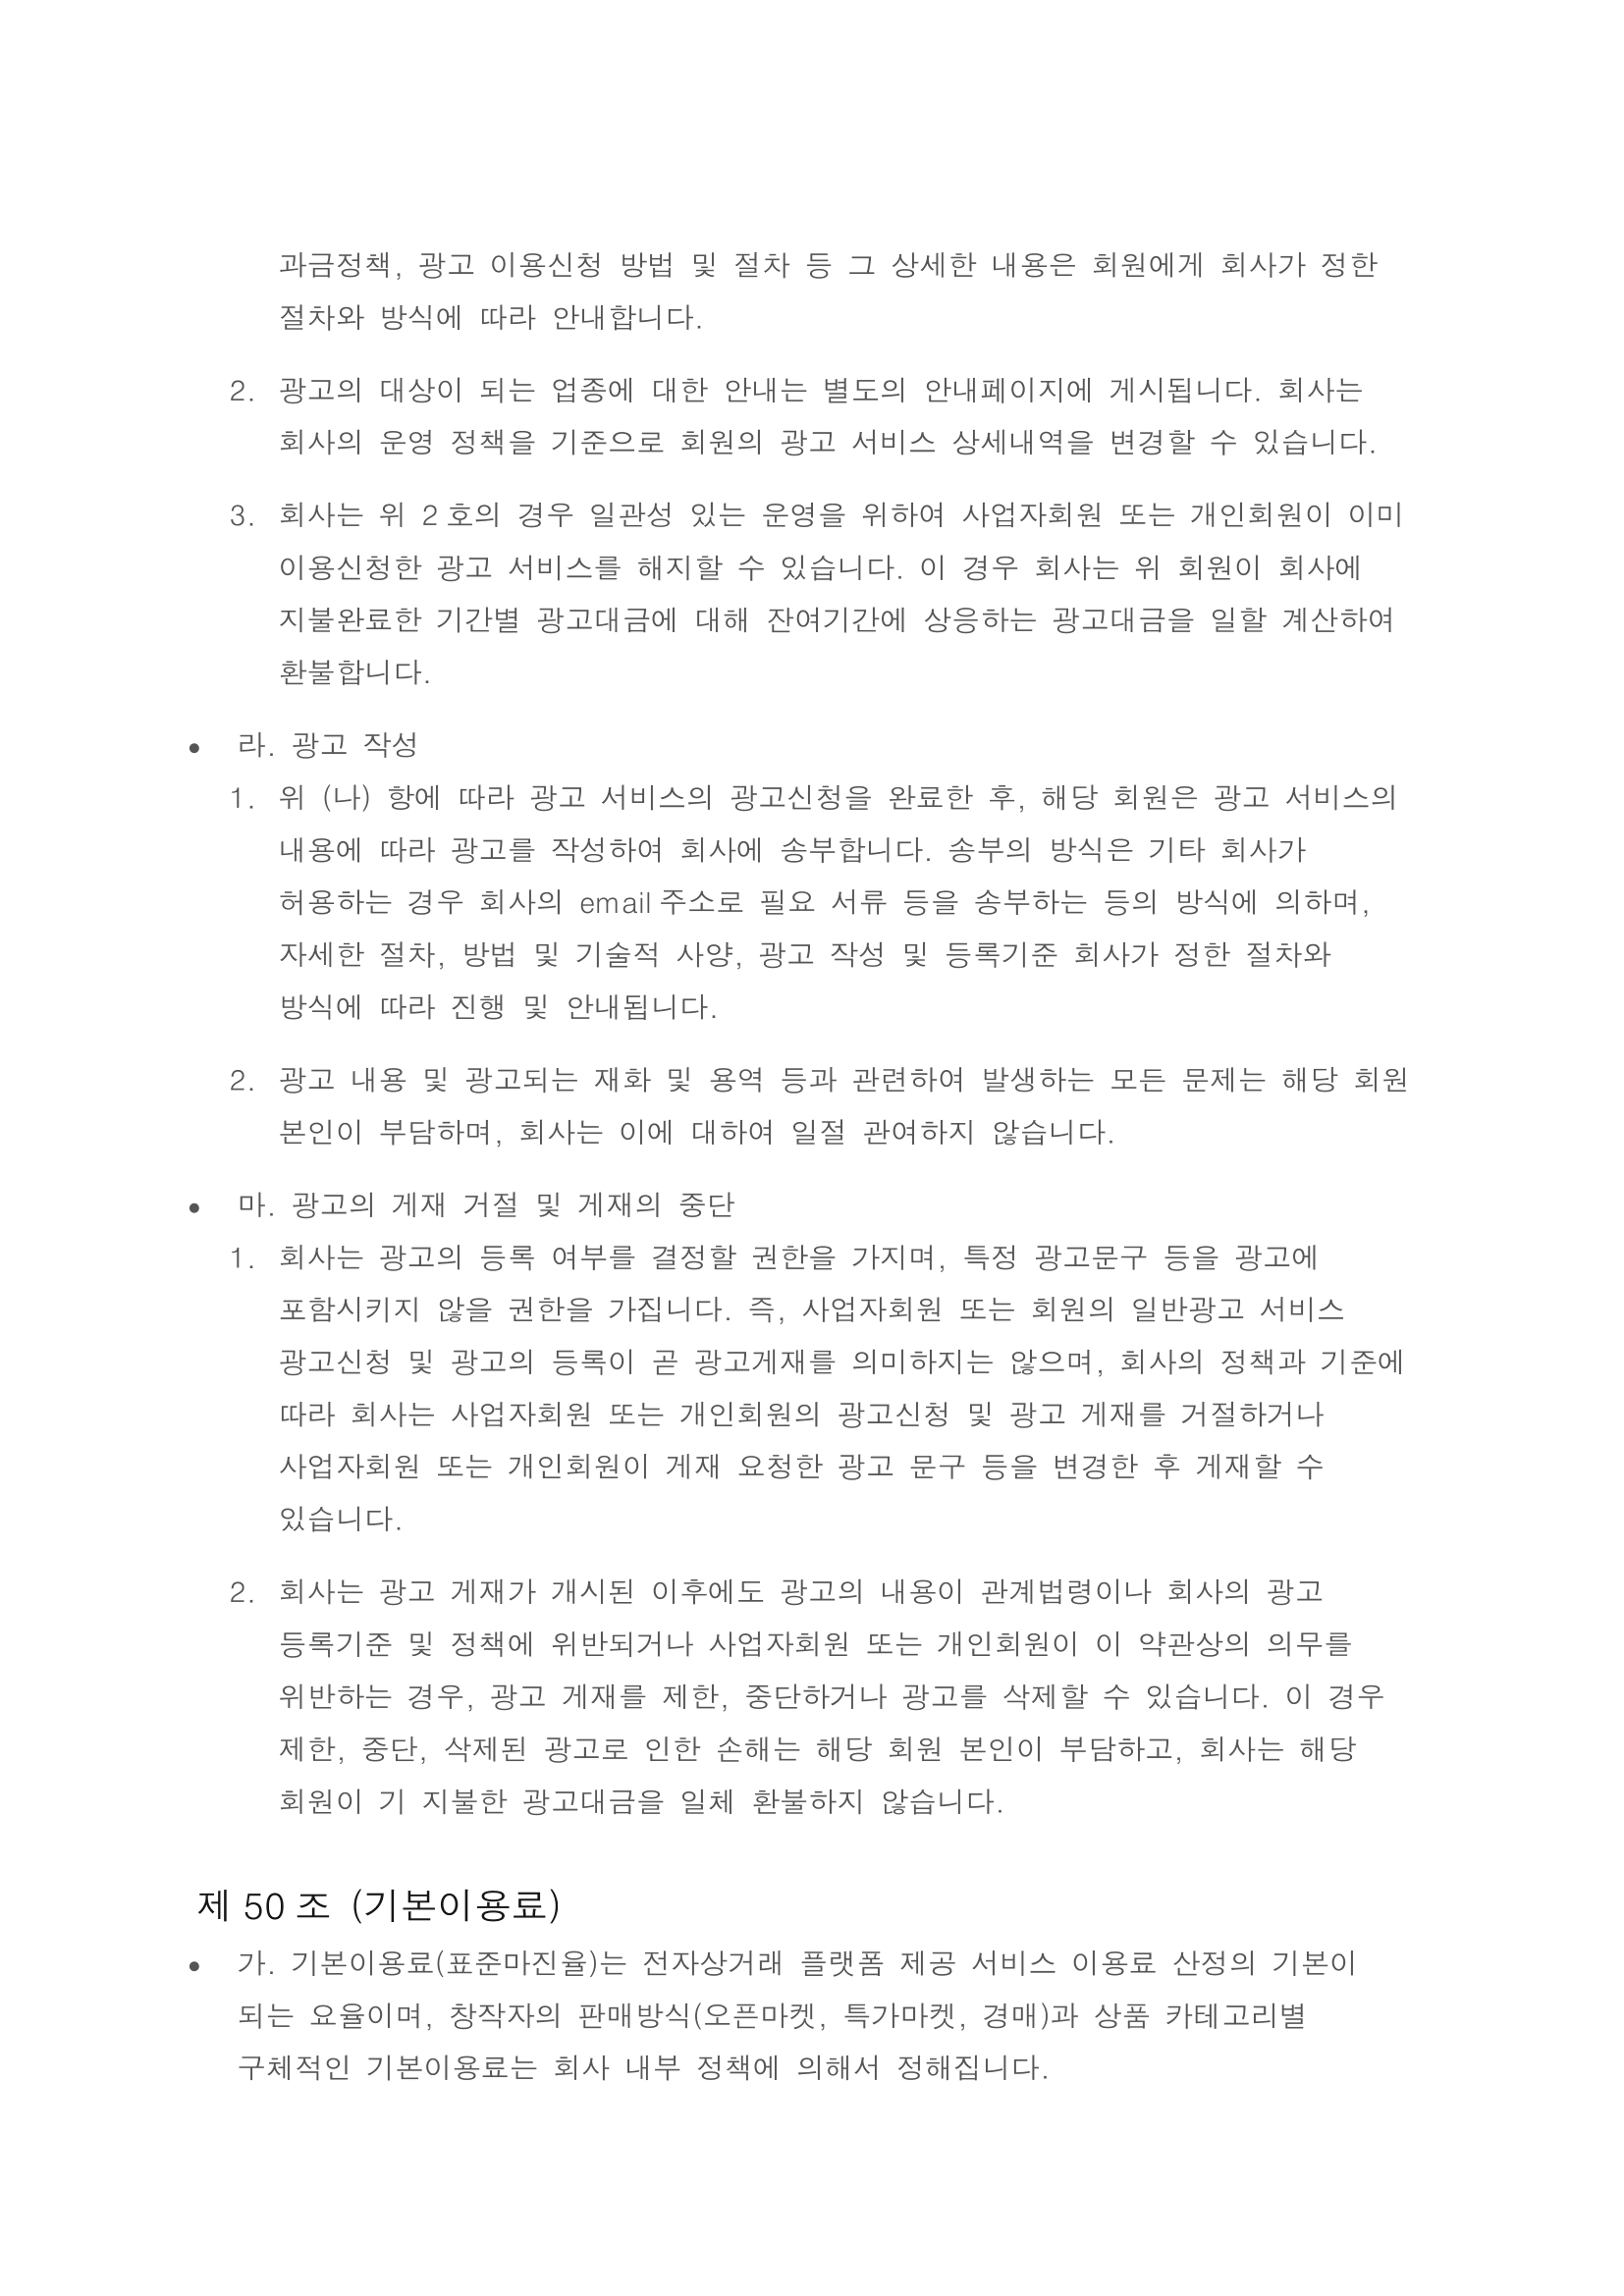 과금정책, 광고 이용신청 방법 및 절차 등 그 상세한 내용은 회원에게 회사가 정한
절차와 방식에 따라 안내합니다.
2. 광고의 대상이 되는 업종에 대한 안내는 별도의 안내페이지에 게시됩니다. 회사는
회사의 운영 정책을 기준으로 회원의 광고 서비스 상세내역을 변경할 수 있습니다.
3. 회사는 위 2 호의 경우 일관성 있는 운영을 위하여 사업자회원 또는 개인회원이 이미
이용신청한 광고 서비스를 해지할 수 있습니다. 이 경우 회사는 위 회원이 회사에
지불완료한 기간별 광고대금에 대해 잔여기간에 상응하는 광고대금을 일할 계산하여
환불합니다.
• 라. 광고 작성
1. 위 (나) 항에 따라 광고 서비스의 광고신청을 완료한 후, 해당 회원은 광고 서비스의
내용에 따라 광고를 작성하여 회사에 송부합니다. 송부의 방식은 기타 회사가
허용하는 경우 회사의 email 주소로 필요 서류 등을 송부하는 등의 방식에 의하며,
자세한 절차, 방법 및 기술적 사양, 광고 작성 및 등록기준 회사가 정한 절차와
방식에 따라 진행 및 안내됩니다.
2. 광고 내용 및 광고되는 재화 및 용역 등과 관련하여 발생하는 모든 문제는 해당 회원
본인이 부담하며, 회사는 이에 대하여 일절 관여하지 않습니다.
• 마. 광고의 게재 거절 및 게재의 중단
1. 회사는 광고의 등록 여부를 결정할 권한을 가지며, 특정 광고문구 등을 광고에
포함시키지 않을 권한을 가집니다. 즉, 사업자회원 또는 회원의 일반광고 서비스
광고신청 및 광고의 등록이 곧 광고게재를 의미하지는 않으며, 회사의 정책과 기준에
따라 회사는 사업자회원 또는 개인회원의 광고신청 및 광고 게재를 거절하거나
사업자회원 또는 개인회원이 게재 요청한 광고 문구 등을 변경한 후 게재할 수
있습니다.
2. 회사는 광고 게재가 개시된 이후에도 광고의 내용이 관계법령이나 회사의 광고
등록기준 및 정책에 위반되거나 사업자회원 또는 개인회원이 이 약관상의 의무를
위반하는 경우, 광고 게재를 제한, 중단하거나 광고를 삭제할 수 있습니다. 이 경우
제한, 중단, 삭제된 광고로 인한 손해는 해당 회원 본인이 부담하고, 회사는 해당
회원이 기 지불한 광고대금을 일체 환불하지 않습니다.
제 50 조 (기본이용료)
• 가. 기본이용료(표준마진율)는 전자상거래 플랫폼 제공 서비스 이용료 산정의 기본이
되는 요율이며, 창작자의 판매방식(오픈마켓, 특가마켓, 경매)과 상품 카테고리별
구체적인 기본이용료는 회사 내부 정책에 의해서 정해집니다.